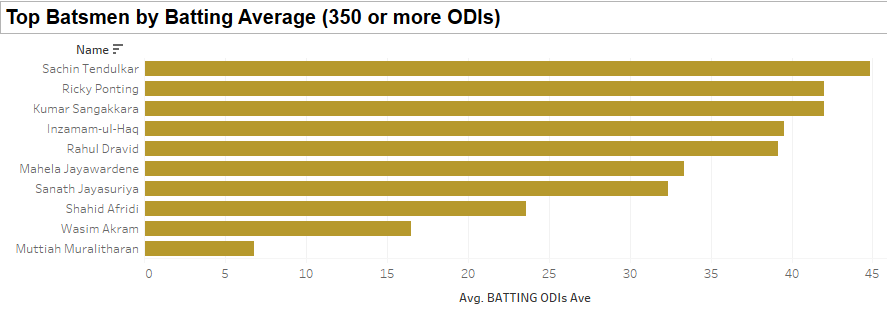 Top Batsmen by Batting Average (350 or more ODIs)
Name
Sachin Tendulkar
Ricky Ponting
Kumar Sangakkara
Inzamam-ul-Haq
Rahul Dravid
Mahela Jayawardene
Sanath Jayasuriya
Shahid Afridi
Wasim Akram
Muttiah Muralitharan
0 5 10 15 20 25 30 35 40 45
Avg. BATTING ODIs Ave